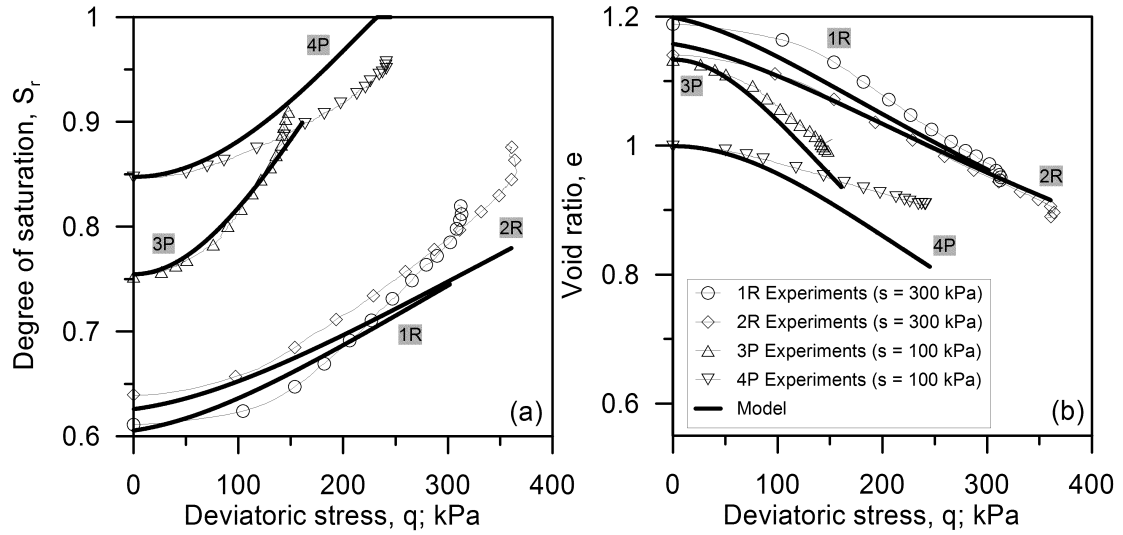 1
0.9
0.8
0.7
0.6
Degree of saturation, Sr
4P
3P
2R
1R
(a)
0 100 200 300 400
Deviatoric stress, q; kPa
1.2
1
0.8
0.6
Void ratio, e
1R
3P
2R
4P
1R Experiments (s = 300 kPa)
2R Experiments (s = 300 kPa)
3P Experiments (s = 100 kPa)
4P Experiments (s = 100 kPa)
Model
(b)
0 100 200 300 400
Deviatoric stress, q; kPa